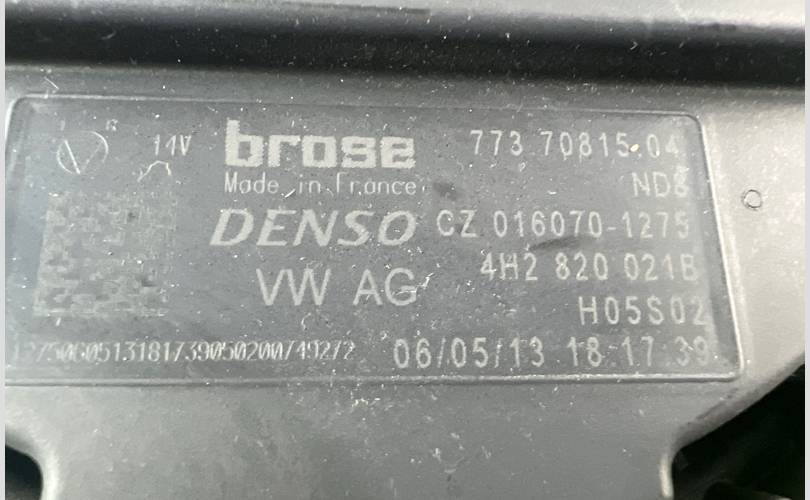 14V brose 773 70815.04
Made in France ND8
DENSO CZ 016070-1275
VW AG 4H2 820 021B
H05S02
06/05/13 18:17:39